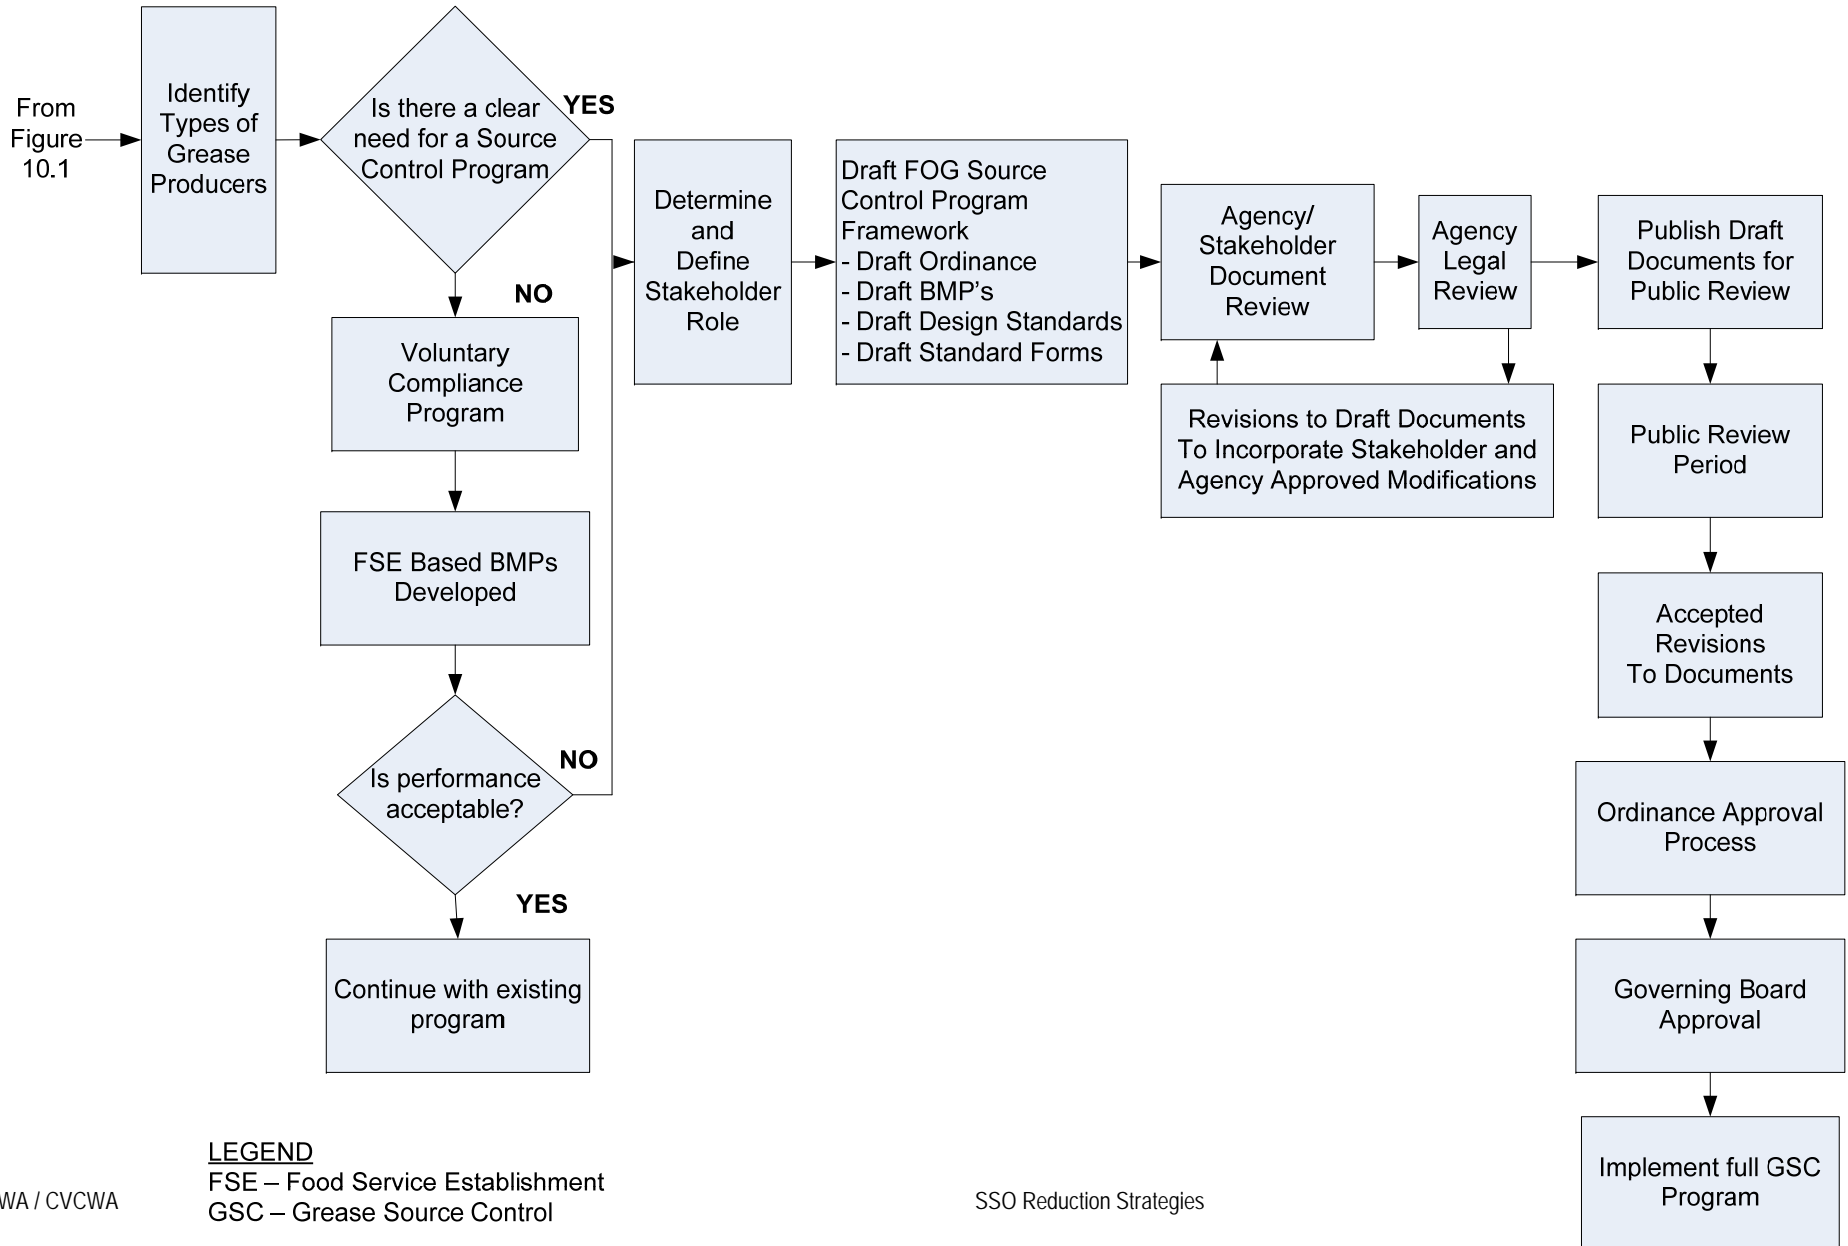 From
Figure
10.1
Identify
Types of
Grease
Producers
Is there a clear
need for a Source
Control Program
YES
NO
Voluntary
Compliance
Program
FSE Based BMPs
Developed
Is performance
acceptable?
NO
YES
Continue with existing
program
Determine
and
Define
Stakeholder
Role
Draft FOG Source
Control Program
Framework
- Draft Ordinance
- Draft BMP's
- Draft Design Standards
- Draft Standard Forms
Agency/
Stakeholder
Document
Review
Agency
Legal
Review
Revisions to Draft Documents
To Incorporate Stakeholder and
Agency Approved Modifications
Publish Draft
Documents for
Public Review
Public Review
Period
Accepted
Revisions
To Documents
Ordinance Approval
Process
Governing Board
Approval
Implement full GSC
Program
LEGEND
FSE – Food Service Establishment
GSC – Grease Source Control
WA / CVCWA
SSO Reduction Strategies